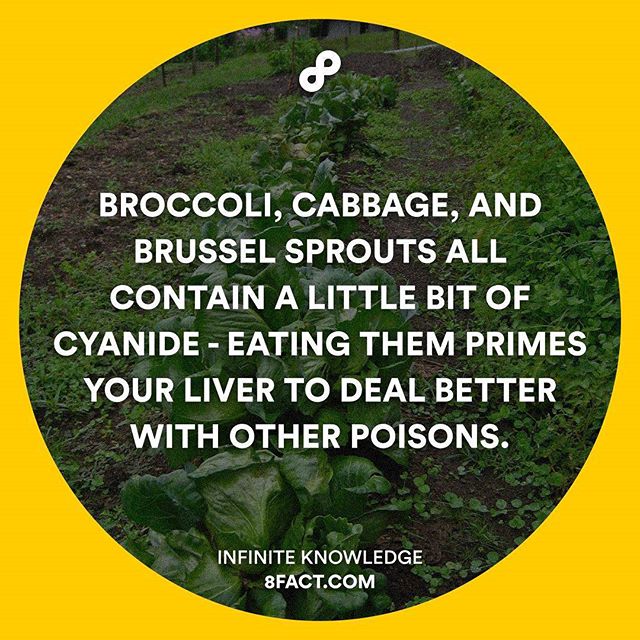 BROCCOLI, CABBAGE, AND
BRUSSEL SPROUTS ALL
CONTAIN A LITTLE BIT OF
CYANIDE - EATING THEM PRIMES
YOUR LIVER TO DEAL BETTER
WITH OTHER POISONS.
INFINITE KNOWLEDGE
8FACT.COM